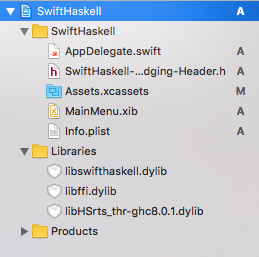 SwiftHaskell A
SwiftHaskell
AppDelegate.swift A
SwiftHaskell-...dging-Header.h A
Assets.xcassets M
MainMenu.xib A
Info.plist A
Libraries
libswifthaskell.dylib
libffi.dylib
libHSrts_thr-ghc8.0.1.dylib
Products